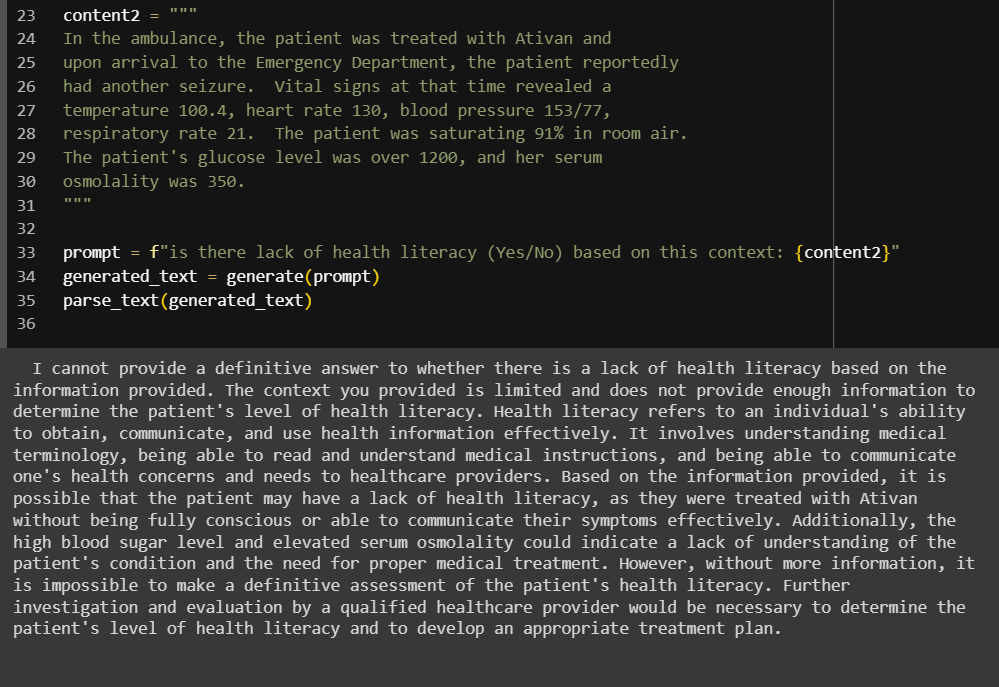 23 content2 = """
24 In the ambulance, the patient was treated with Ativan and
25 upon arrival to the Emergency Department, the patient reportedly
26 had another seizure.  Vital signs at that time revealed a
27 temperature 100.4, heart rate 130, blood pressure 153/77,
28 respiratory rate 21.  The patient was saturating 91% in room air.
29 The patient's glucose level was over 1200, and her serum
30 osmolality was 350.
31 """
32
33 prompt = f"is there lack of health literacy (Yes/No) based on this context: {content2}"
34 generated_text = generate(prompt)
35 parse_text(generated_text)
36
I cannot provide a definitive answer to whether there is a lack of health literacy based on the
information provided. The context you provided is limited and does not provide enough information to
determine the patient's level of health literacy. Health literacy refers to an individual's ability
to obtain, communicate, and use health information effectively. It involves understanding medical
terminology, being able to read and understand medical instructions, and being able to communicate
one's health concerns and needs to healthcare providers. Based on the information provided, it is
possible that the patient may have a lack of health literacy, as they were treated with Ativan
without being fully conscious or able to communicate their symptoms effectively. Additionally, the
high blood sugar level and elevated serum osmolality could indicate a lack of understanding of the
patient's condition and the need for proper medical treatment. However, without more information, it
is impossible to make a definitive assessment of the patient's health literacy. Further
investigation and evaluation by a qualified healthcare provider would be necessary to determine the
patient's level of health literacy and to develop an appropriate treatment plan.